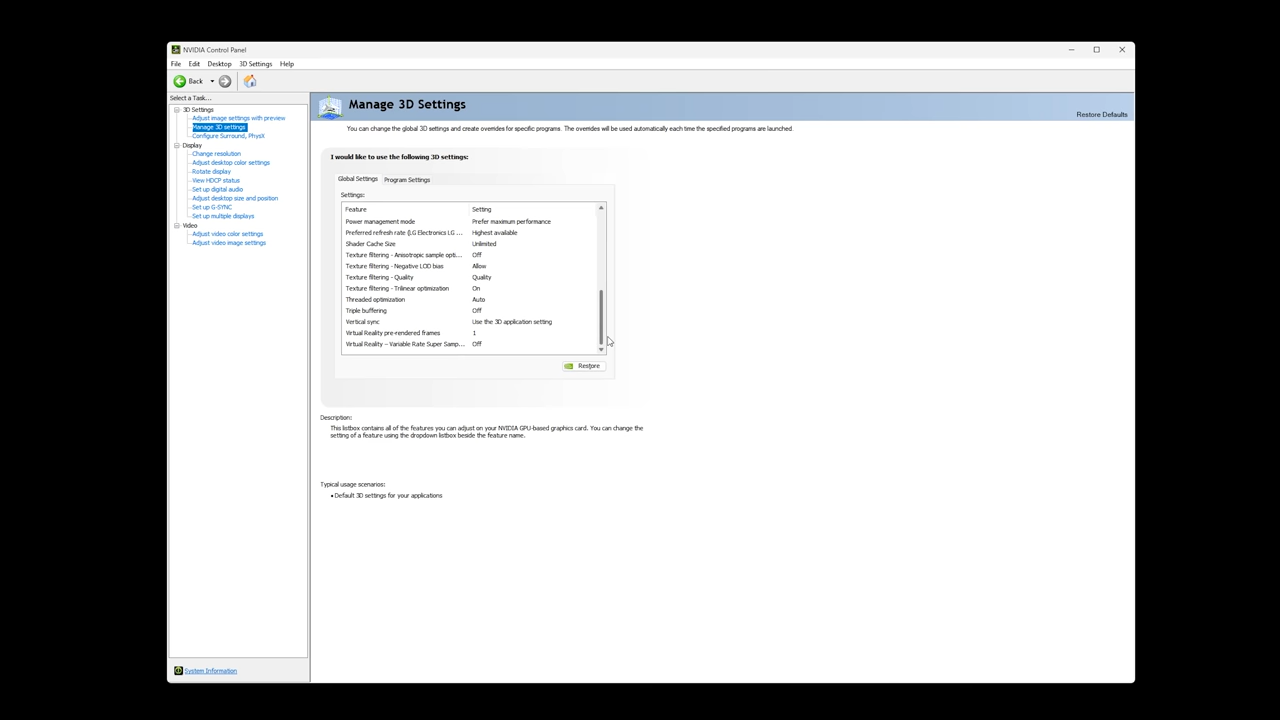 NVIDIA Control Panel
File Edit Desktop 3D Settings Help
Back
Select a Task...
3D Settings
Adjust image settings with preview
Manage 3D settings
Configure Surround, PhysX
Display
Change resolution
Adjust desktop color settings
Rotate display
View HDCP status
Set up digital audio
Adjust desktop size and position
Set up G-SYNC
Set up multiple displays
Video
Adjust video color settings
Adjust video image settings
System Information
Manage 3D Settings
Restore Defaults
You can change the global 3D settings and create overrides for specific programs. The overrides will be used automatically each time the specified programs are launched.
I would like to use the following 3D settings:
Global Settings Program Settings
Settings:
Feature Setting
Power management mode Prefer maximum performance
Preferred refresh rate (LG Electronics LG ... Highest available
Shader Cache Size Unlimited
Texture filtering - Anisotropic sample opti... Off
Texture filtering - Negative LOD bias Allow
Texture filtering - Quality Quality
Texture filtering - Trilinear optimization On
Threaded optimization Auto
Triple buffering Off
Vertical sync Use the 3D application setting
Virtual Reality pre-rendered frames 1
Virtual Reality – Variable Rate Super Samp... Off
Restore
Description:
This listbox contains all of the features you can adjust on your NVIDIA GPU-based graphics card. You can change the
setting of a feature using the dropdown listbox beside the feature name.
Typical usage scenarios:
• Default 3D settings for your applications